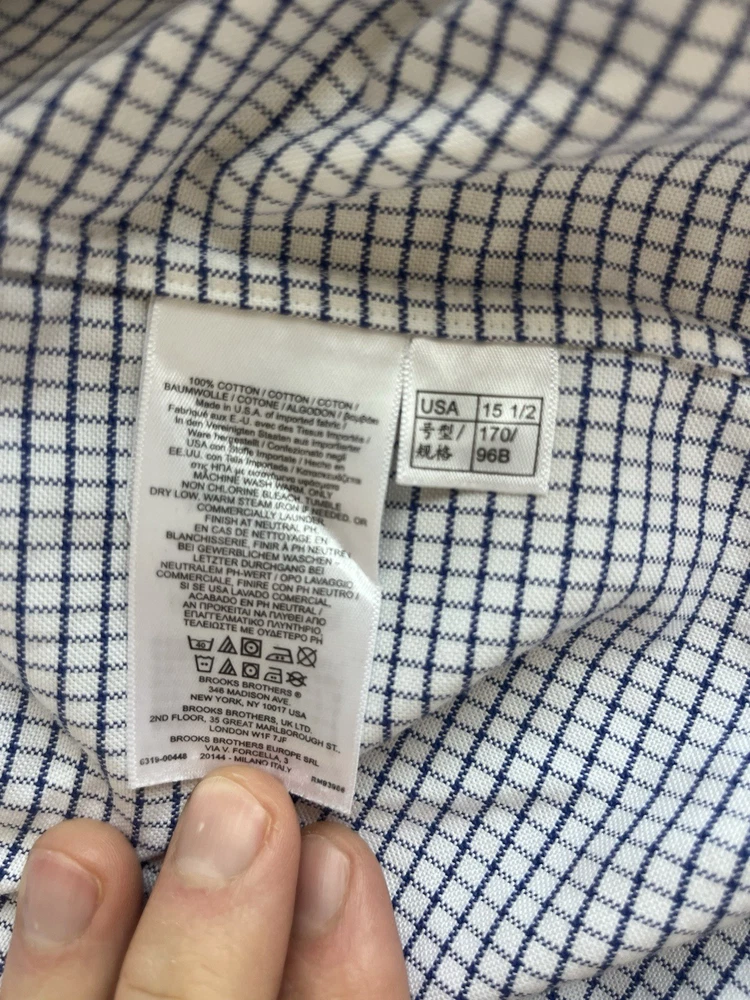 100% COTTON / COTTON / COTON /
BAUMWOLLE / COTONE / ALGODON / βαμβάκι
Made in U.S.A. of imported fabric /
Fabriqué aux E.-U. avec des Tissus Importés /
In den Vereinigten Staaten aus importierter
Ware hergestellt / Confezionato negli
USA con Stoffe Importati / Hecho en
EE.UU. con Tela Importada /
στις ΗΠΑ με
MACHINE WASH WARM, ONLY
NON CHLORINE BLEACH, TUMBLE
DRY LOW, WARM STEAM IRON IF NEEDED. OR
COMMERCIALLY LAUNDER,
FINISH AT NEUTRAL PH.
EN CAS DE NETTOYAGE EN
BLANCHISSERIE, FINIR À PH NEUTRE/
BEI GEWERBLICHEM WASCHEN -
LETZTER DURCHGANG BEI
NEUTRALEM PH-WERT / OPO LAVAGGIO
COMMERCIALE, FINIRE CON PH NEUTRO /
SI SE USA LAVADO COMERCIAL,
ACABADO EN PH NEUTRAL /
ΑΝ ΠΡΟΚΕΙΤΑΙ ΝΑ ΠΛΥΘΕΙ ΑΠΟ
ΕΠΑΓΓΕΛΜΑΤΙΚΟ ΠΛΥΝΤΗΡΙΟ,
ΤΕΛΕΙΩΣΤΕ ΜΕ ΟΥΔΕΤΕΡΟ PH
40
BROOKS BROTHERS ®
346 MADISON AVE.
NEW YORK, NY 10017 USA
BROOKS BROTHERS, UK LTD.
2ND FLOOR, 35 GREAT MARLBOROUGH ST.,
LONDON W1F 7JF
BROOKS BROTHERS EUROPE SRL
VIA V. FORCELLA, 3
20144 - MILANO ITALY
6319-00448
USA 15 1/2
号型/ 170/
规格 96B